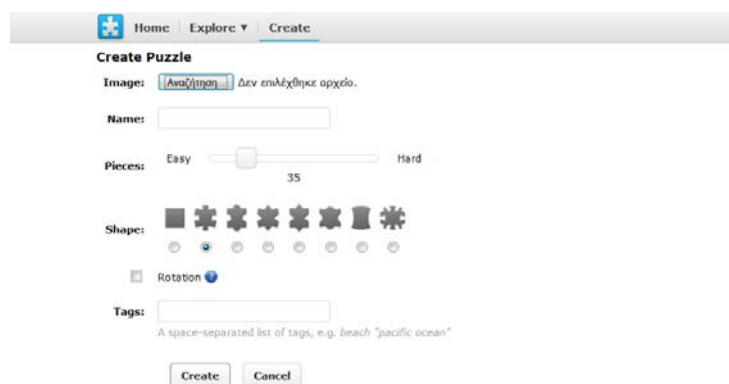 Home Explore ▼ Create
Create Puzzle
Image: Αναζήτηση... Δεν επιλέχθηκε αρχείο.
Name:
Pieces: Easy Hard
35
Shape:
Rotation ?
Tags:
A space-separated list of tags, e.g. beach "pacific ocean"
Create Cancel